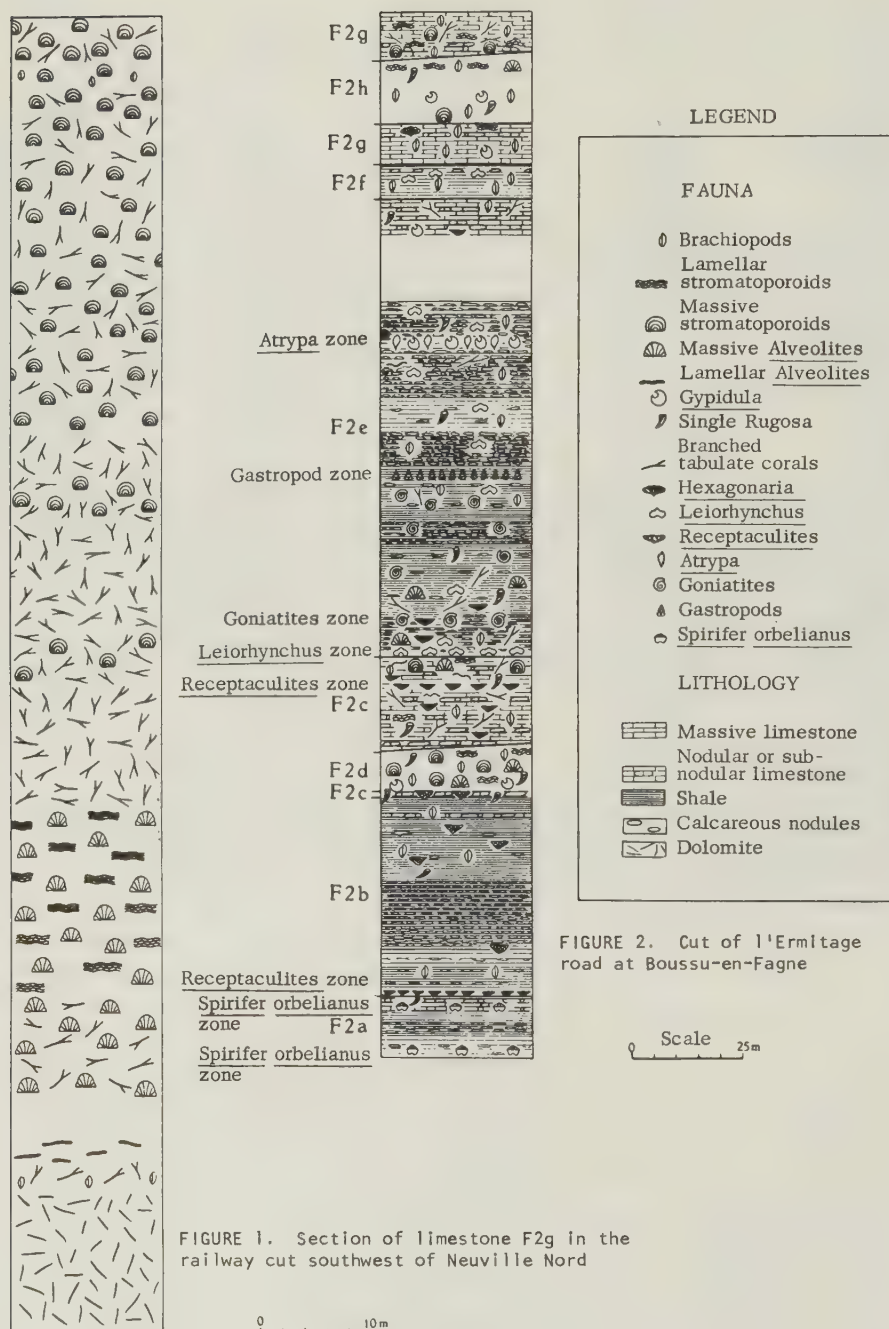 F2g
F2h
F2g
F2f
Atrypa zone
F2e
Gastropod zone
Goniatites zone
Leiorhynchus zone
Receptaculites zone
F2c
F2d
F2c
F2b
Receptaculites zone
Spirifer orbelianus
zone
F2a
Spirifer orbelianus
zone
LEGEND
FAUNA
Brachiopods
Lamellar
stromatoporoids
Massive
stromatoporoids
Massive Alveolites
Lamellar Alveolites
Gypidula
Single Rugosa
Branched
tabulate corals
Hexagonaria
Leiorhynchus
Receptaculites
Atrypa
Goniatites
Gastropods
Spirifer orbelianus
LITHOLOGY
Massive limestone
Nodular or sub-
nodular limestone
Shale
Calcareous nodules
Dolomite
FIGURE 2. Cut of l'Ermitage
road at Boussu-en-Fagne
Scale
0 25m
FIGURE 1. Section of limestone F2g in the
railway cut southwest of Neuville Nord
0 10m